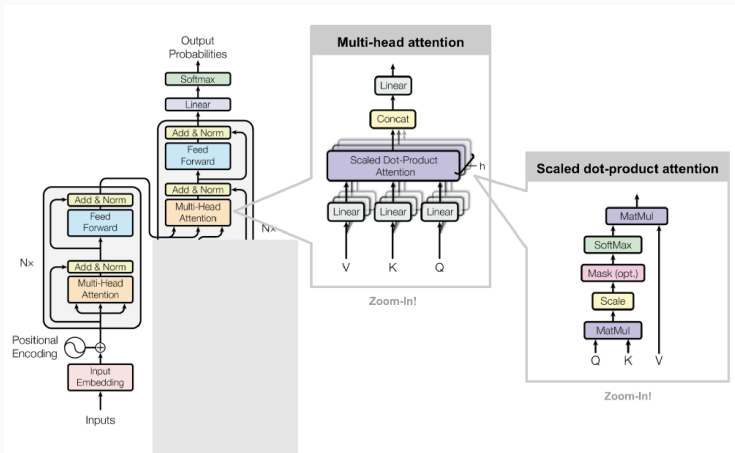 Output
Probabilities
Softmax
Linear
Add & Norm
Feed
Forward
Add & Norm
Multi-Head
Attention
Nx
Add & Norm
Feed
Forward
Nx
Add & Norm
Multi-Head
Attention
Positional
Encoding
Input
Embedding
Inputs
Multi-head attention
Linear
Concat
Scaled Dot-Product
Attention
h
Linear
Linear
Linear
V
K
Q
Zoom-In!
Scaled dot-product attention
MatMul
SoftMax
Mask (opt.)
Scale
MatMul
Q
K
V
Zoom-In!